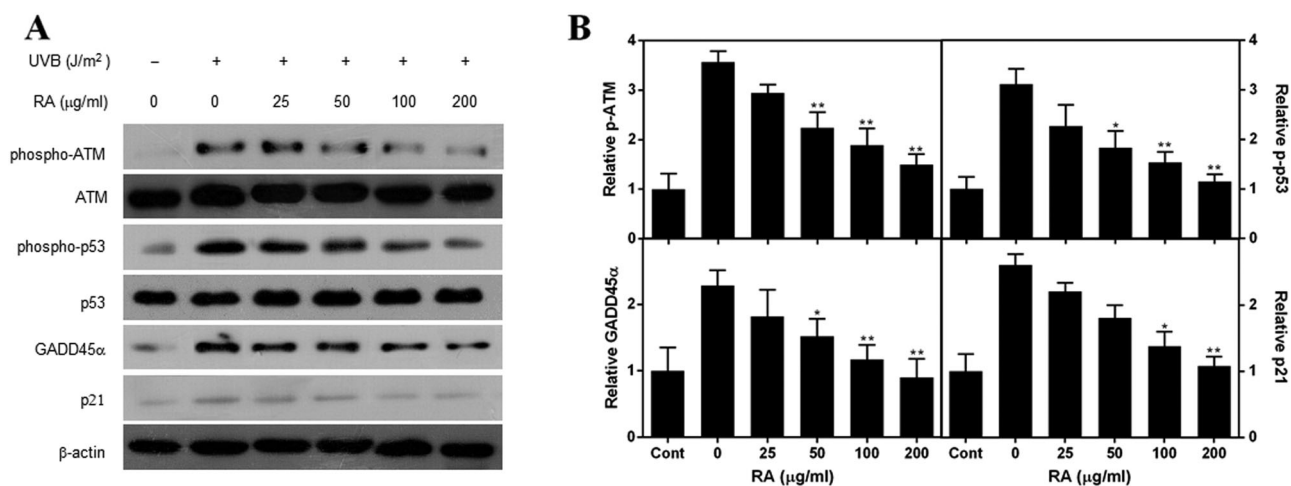 A
UVB (J/m²) – + + + + +
RA (μg/ml) 0 0 25 50 100 200
phospho-ATM
ATM
phospho-p53
p53
GADD45α
p21
β-actin
B
4
3
2
1
0
Relative p-ATM
** ** **
4
3
2
1
0
Relative p-p53
* ** **
2
1
0
Relative GADD45α
* ** **
2
1
0
Relative p21
* **
Cont 0 25 50 100 200
RA (μg/ml)
Cont 0 25 50 100 200
RA (μg/ml)